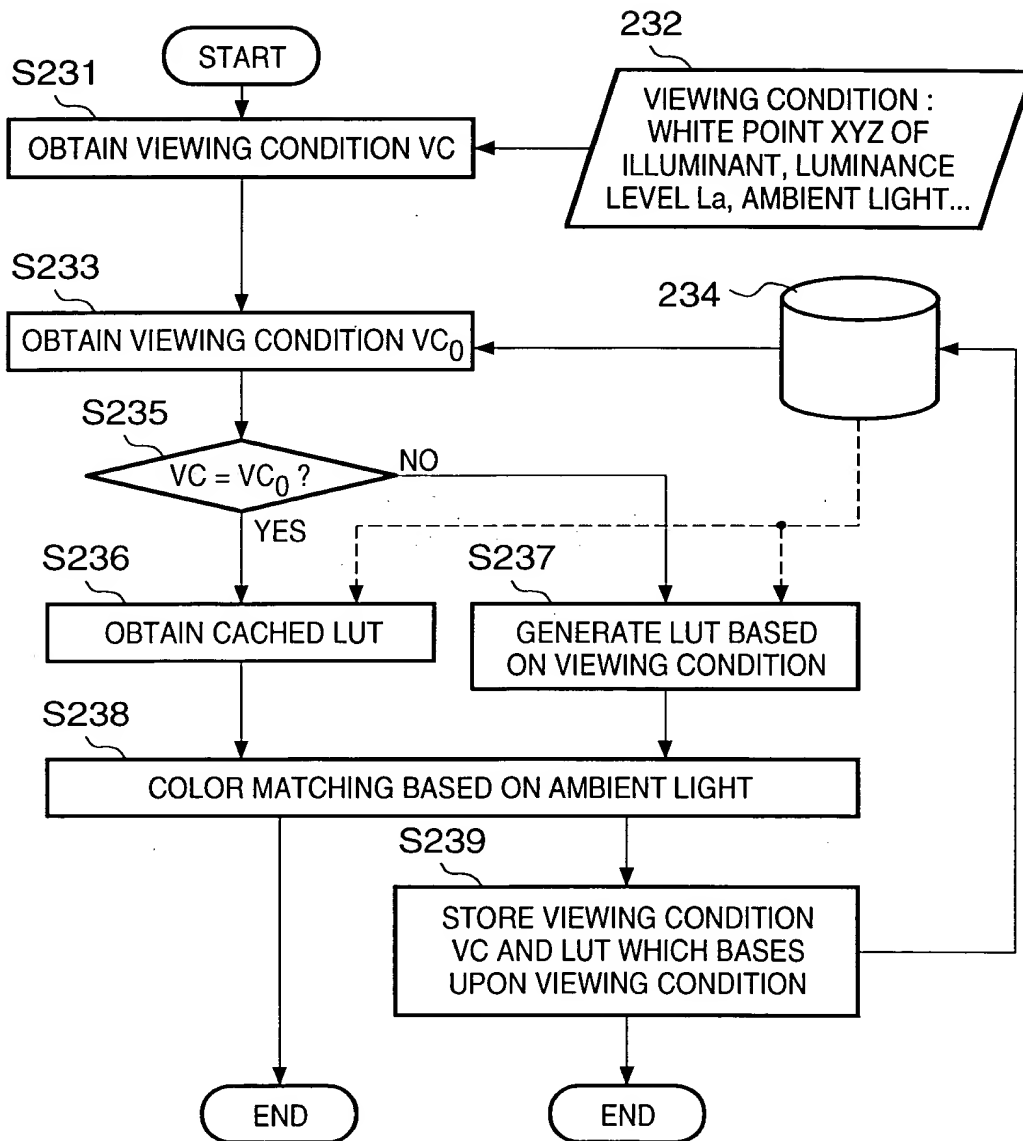 START
232
S231
VIEWING CONDITION :
WHITE POINT XYZ OF
ILLUMINANT, LUMINANCE
LEVEL La, AMBIENT LIGHT...
OBTAIN VIEWING CONDITION VC
S233
234
OBTAIN VIEWING CONDITION VC0
S235
VC = VC0 ?
NO
YES
S236
S237
OBTAIN CACHED LUT
GENERATE LUT BASED
ON VIEWING CONDITION
S238
COLOR MATCHING BASED ON AMBIENT LIGHT
S239
STORE VIEWING CONDITION
VC AND LUT WHICH BASES
UPON VIEWING CONDITION
END
END